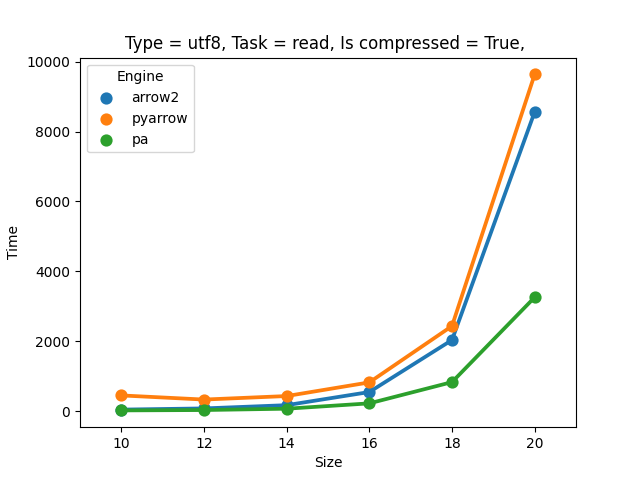 Type = utf8, Task = read, Is compressed = True,
Engine
arrow2
pyarrow
pa
Time
10000
8000
6000
4000
2000
0
10 12 14 16 18 20
Size